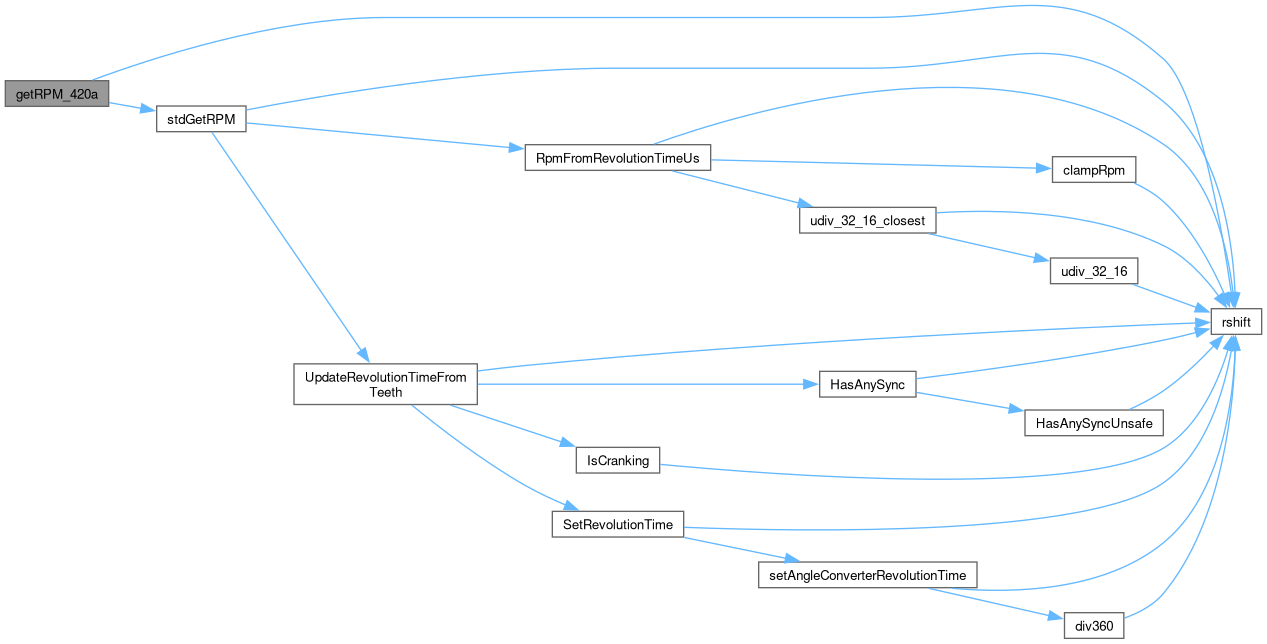 getRPM_420a
stdGetRPM
RpmFromRevolutionTimeUs
clampRpm
udiv_32_16_closest
udiv_32_16
rshift
UpdateRevolutionTimeFrom
Teeth
HasAnySync
HasAnySyncUnsafe
IsCranking
SetRevolutionTime
setAngleConverterRevolutionTime
div360